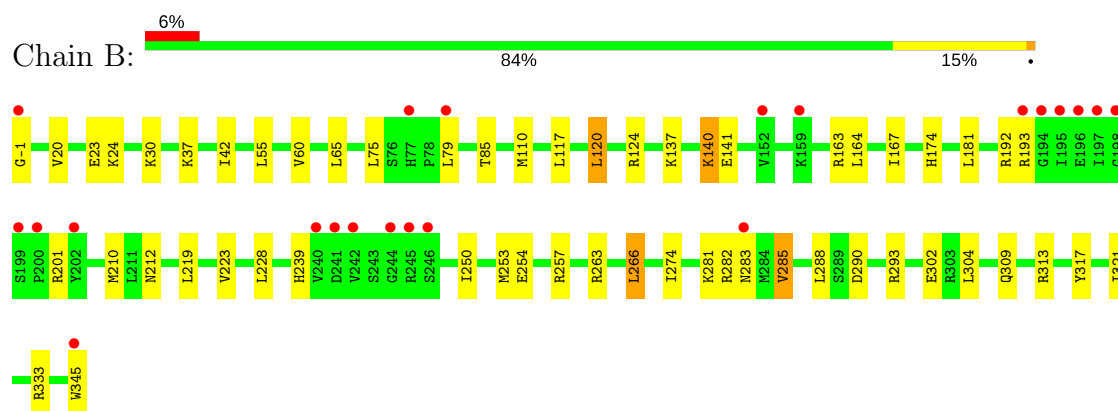 6%
Chain B:
84% 15% •
G-1 V20 E23 K24 K30 K37 I42 L55 V60 L65 L75 S76 H77 P78 L79 T85 M110 L117 L120 R124 K137 K140 E141 V152 K159 R163 L164 I167 H174 L181 R192 R193 G194 I195 E196 I197 G198
S199 P200 R201 Y202 M210 L211 N212 L219 V223 L228 H239 V240 D241 V242 S243 G244 R245 S246 I250 M253 E254 R257 R263 L266 I274 K281 R282 N283 M284 V285 L288 S289 D290 R293 E302 R303 L304 Q309 R313 Y317 I321
R333 W345